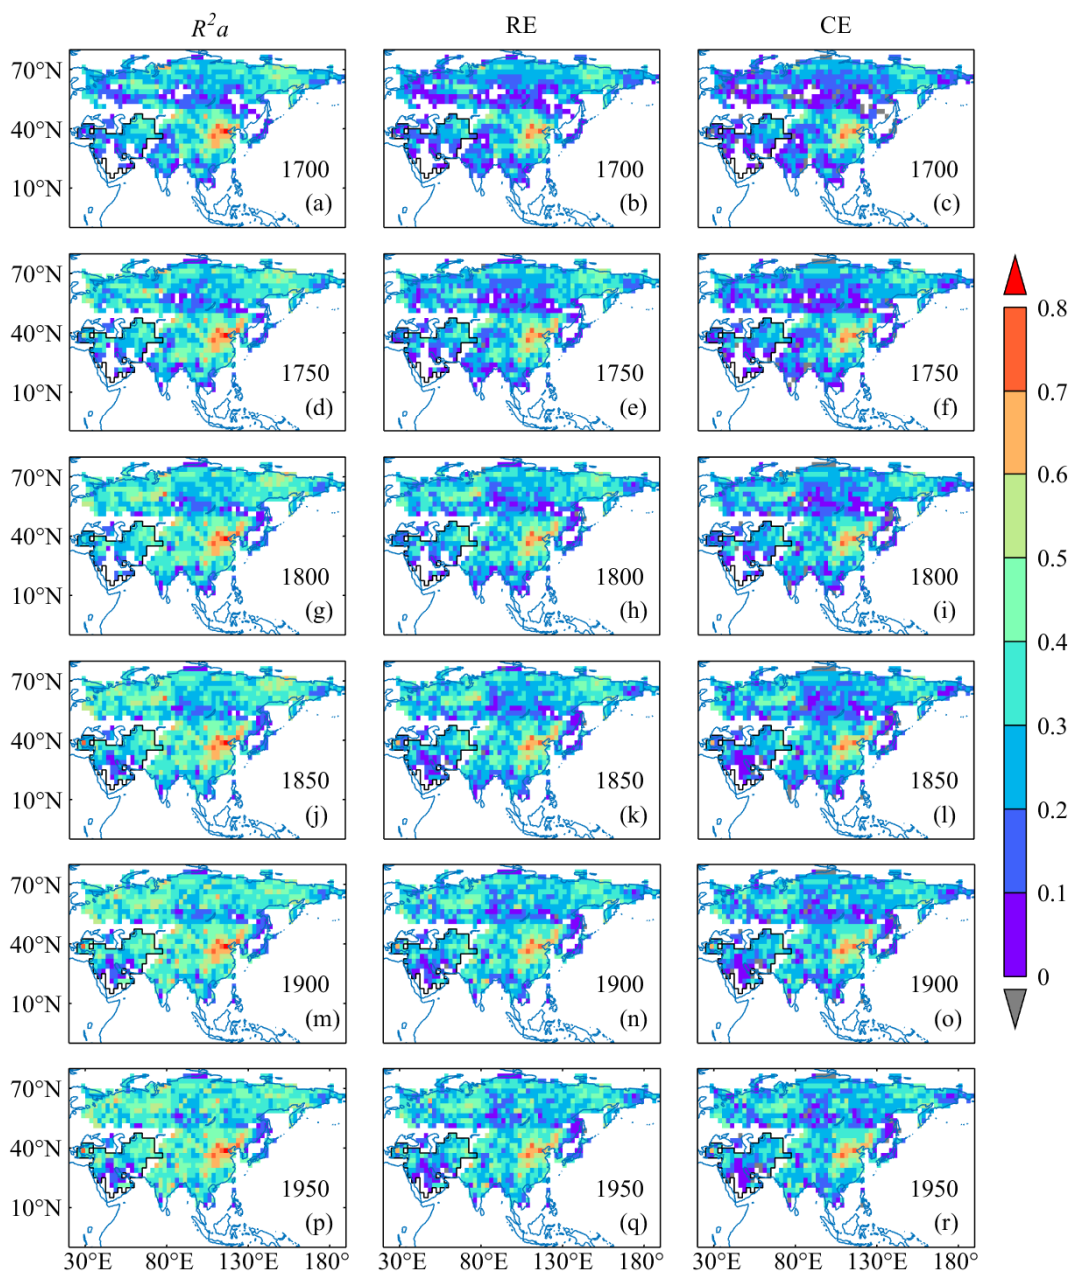 R²a RE CE
70°N
40°N
10°N
1700 1700 1700
(a) (b) (c)
70°N
40°N
10°N
1750 1750 1750
(d) (e) (f)
70°N
40°N
10°N
1800 1800 1800
(g) (h) (i)
70°N
40°N
10°N
1850 1850 1850
(j) (k) (l)
70°N
40°N
10°N
1900 1900 1900
(m) (n) (o)
70°N
40°N
10°N
1950 1950 1950
(p) (q) (r)
30°E 80°E 130°E 180° 30°E 80°E 130°E 180° 30°E 80°E 130°E 180°
0.8
0.7
0.6
0.5
0.4
0.3
0.2
0.1
0